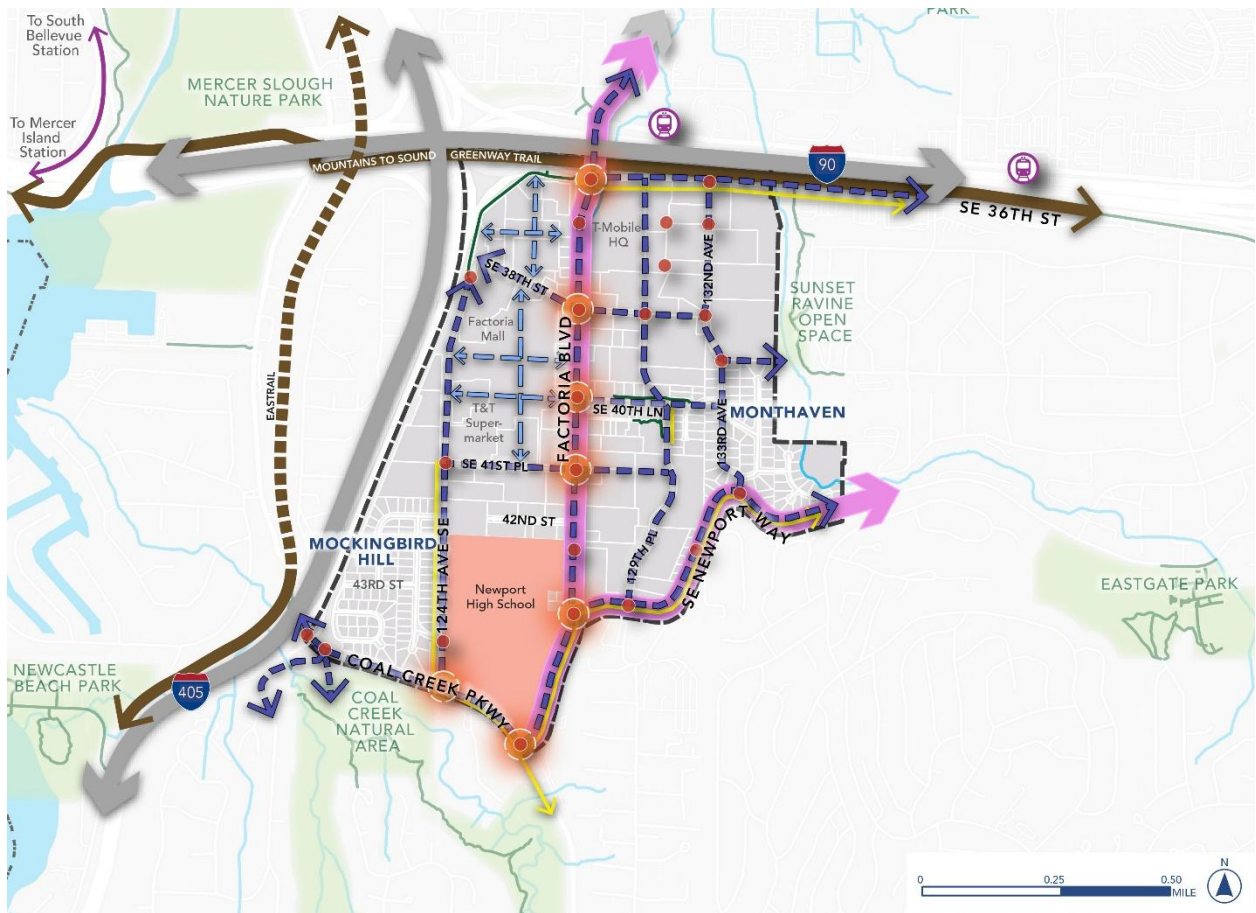 PARK
To South
Bellevue
Station
MERCER SLOUGH
NATURE PARK
To Mercer
Island
Station
MOUNTAINS TO SOUND GREENWAY TRAIL
90
SE 36TH ST
T-Mobile
HQ
132ND AVE
SE 38TH ST
SUNSET
RAVINE
OPEN
SPACE
Factoria
Mall
FACTORIA BLVD
EASTRAIL
SE 40TH LN
MONTHAVEN
T&T
Super-
market
133RD AVE
SE 41ST PL
42ND ST
SE NEWPORT WAY
MOCKINGBIRD
HILL
43RD ST
124TH AVE SE
Newport
High School
129TH PL
EASTGATE PARK
COAL CREEK PKWY
NEWCASTLE
BEACH PARK
405
COAL
CREEK
NATURAL
AREA
N
0 0.25 0.50
MILE